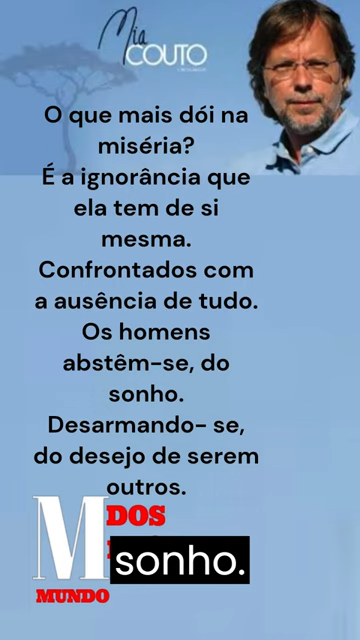 Mia
COUTO
O que mais dói na
miséria?
É a ignorância que
ela tem de si
mesma.
Confrontados com
a ausência de tudo.
Os homens
abstêm-se, do
sonho.
Desarmando- se,
do desejo de serem
outros.
M DOS
sonho.
MUNDO